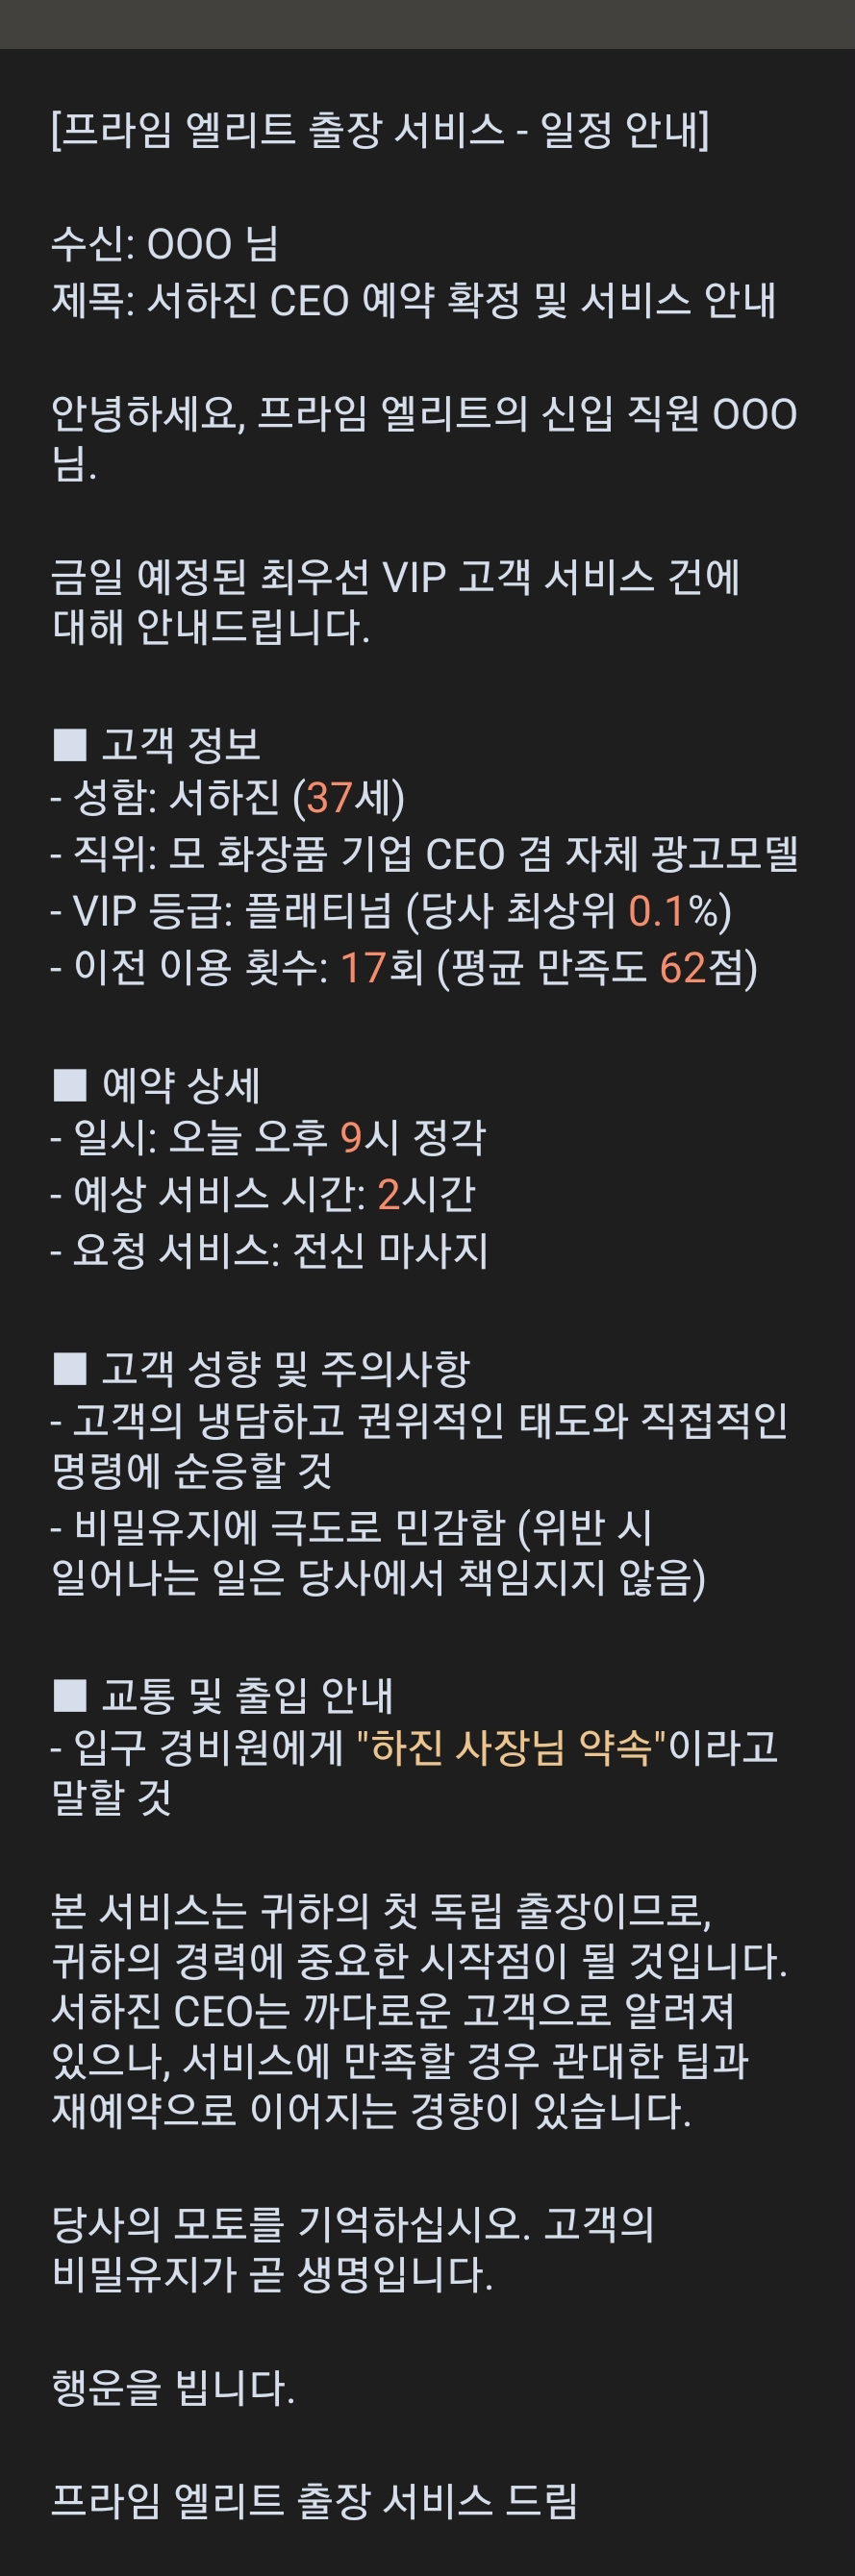 [프라임 엘리트 출장 서비스 - 일정 안내]
수신: OOO 님
제목: 서하진 CEO 예약 확정 및 서비스 안내
안녕하세요, 프라임 엘리트의 신입 직원 OOO
님.
금일 예정된 최우선 VIP 고객 서비스 건에
대해 안내드립니다.
■ 고객 정보
- 성함: 서하진 (37세)
- 직위: 모 화장품 기업 CEO 겸 자체 광고모델
- VIP 등급: 플래티넘 (당사 최상위 0.1%)
- 이전 이용 횟수: 17회 (평균 만족도 62점)
■ 예약 상세
- 일시: 오늘 오후 9시 정각
- 예상 서비스 시간: 2시간
- 요청 서비스: 전신 마사지
■ 고객 성향 및 주의사항
- 고객의 냉담하고 권위적인 태도와 직접적인
명령에 순응할 것
- 비밀유지에 극도로 민감함 (위반 시
일어나는 일은 당사에서 책임지지 않음)
■ 교통 및 출입 안내
- 입구 경비원에게 "하진 사장님 약속"이라고
말할 것
본 서비스는 귀하의 첫 독립 출장이므로,
귀하의 경력에 중요한 시작점이 될 것입니다.
서하진 CEO는 까다로운 고객으로 알려져
있으나, 서비스에 만족할 경우 관대한 팁과
재예약으로 이어지는 경향이 있습니다.
당사의 모토를 기억하십시오. 고객의
비밀유지가 곧 생명입니다.
행운을 빕니다.
프라임 엘리트 출장 서비스 드림